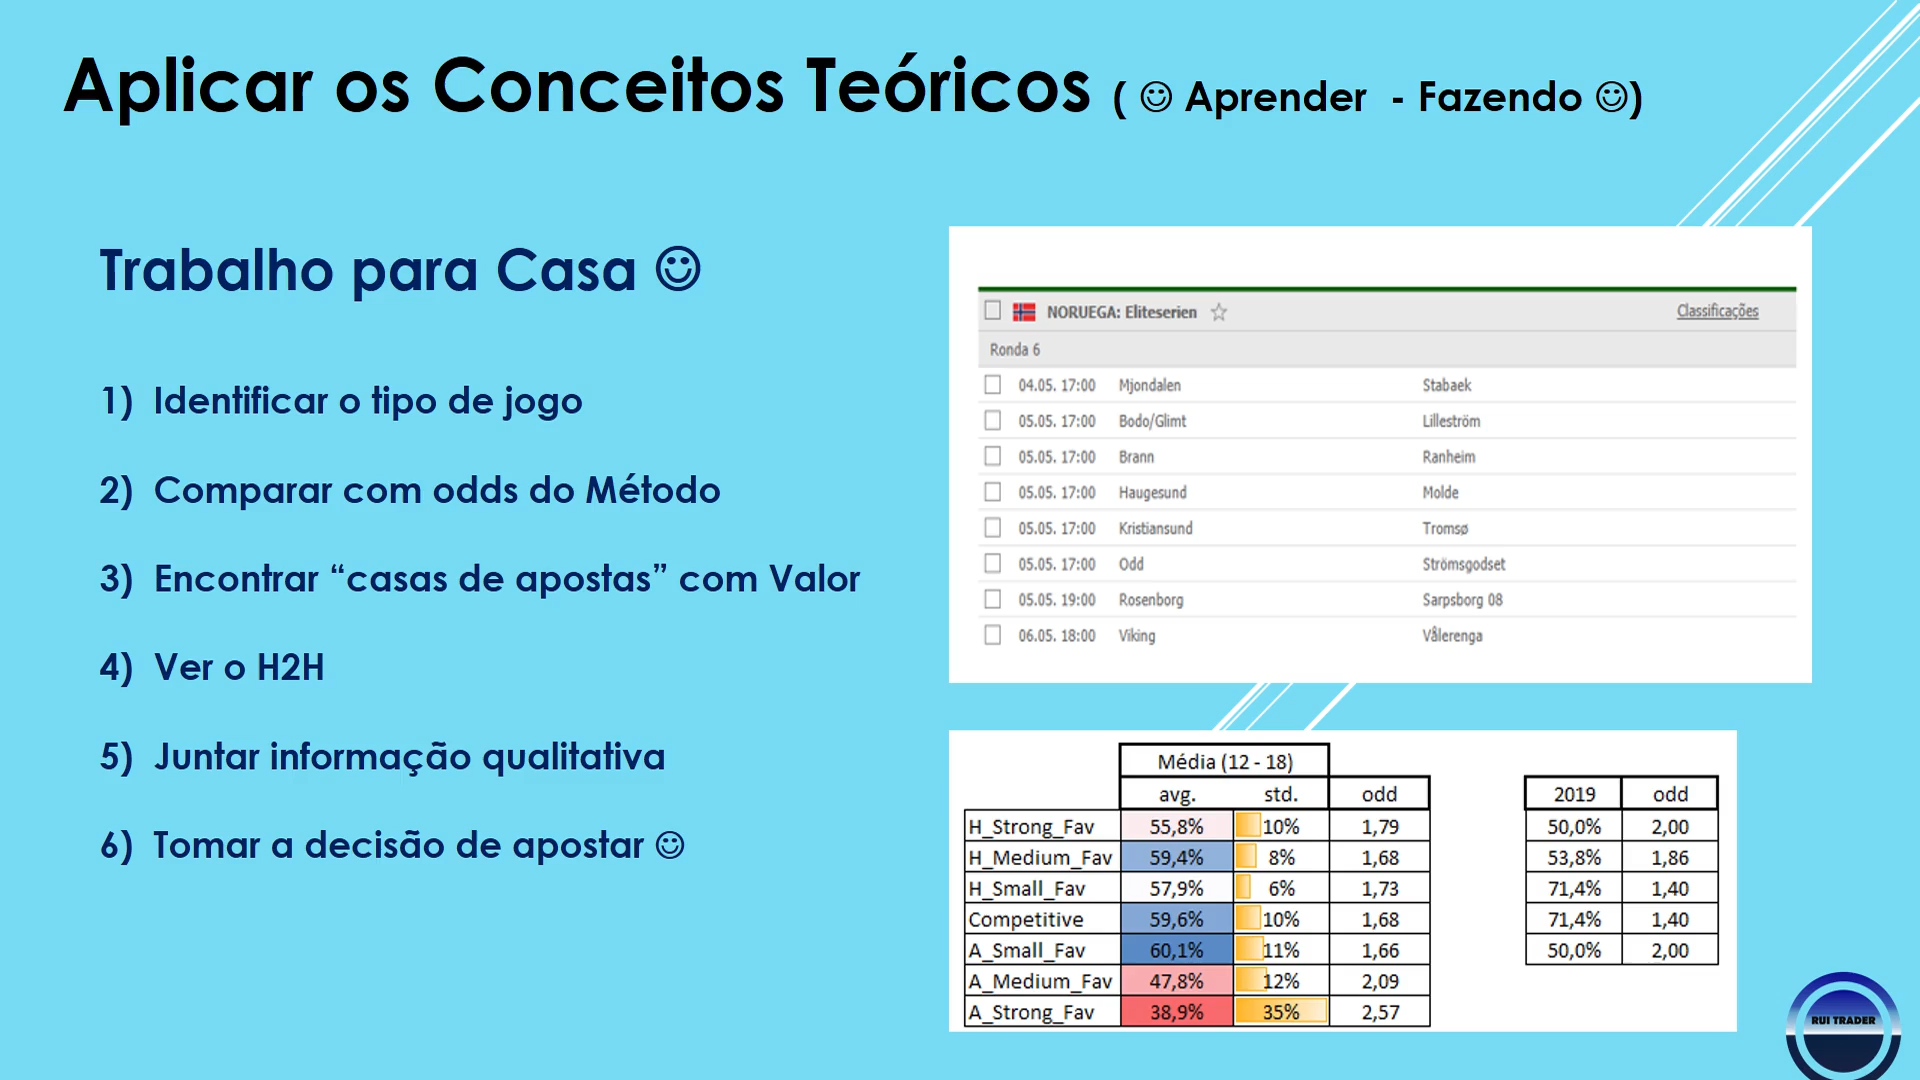 Aplicar os Conceitos Teóricos ( ☺ Aprender - Fazendo ☺)
Trabalho para Casa ☺
1) Identificar o tipo de jogo
2) Comparar com odds do Método
3) Encontrar “casas de apostas” com Valor
4) Ver o H2H
5) Juntar informação qualitativa
6) Tomar a decisão de apostar ☺
NORUEGA: Eliteserien ☆ Classificações
Ronda 6
04.05. 17:00 Mjondalen Stabaek
05.05. 17:00 Bodo/Glimt Lilleström
05.05. 17:00 Brann Ranheim
05.05. 17:00 Haugesund Molde
05.05. 17:00 Kristiansund Tromsø
05.05. 17:00 Odd Strömsgodset
05.05. 19:00 Rosenborg Sarpsborg 08
06.05. 18:00 Viking Vålerenga
Média (12 - 18)
avg. std. odd 2019 odd
H_Strong_Fav 55,8% 10% 1,79 50,0% 2,00
H_Medium_Fav 59,4% 8% 1,68 53,8% 1,86
H_Small_Fav 57,9% 6% 1,73 71,4% 1,40
Competitive 59,6% 10% 1,68 71,4% 1,40
A_Small_Fav 60,1% 11% 1,66 50,0% 2,00
A_Medium_Fav 47,8% 12% 2,09
A_Strong_Fav 38,9% 35% 2,57
RUI TRADER